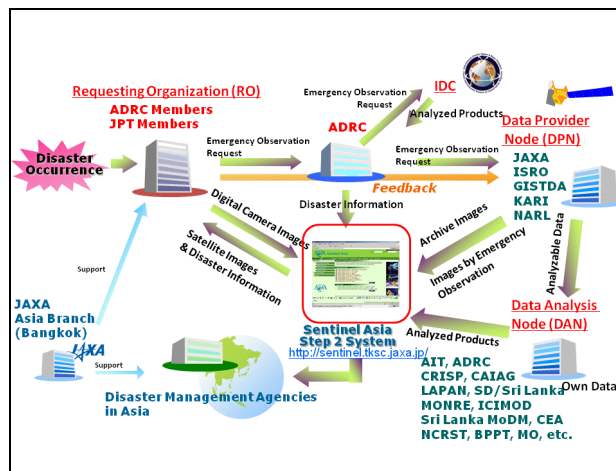 Requesting Organization (RO)
ADRC Members
JPT Members
Disaster
Occurrence
Emergency Observation
Request
ADRC
Emergency Observation
Request
IDC
Analyzed Products
Emergency Observation
Request
Feedback
Data Provider
Node (DPN)
JAXA
ISRO
GISTDA
KARI
NARL
Disaster Information
Digital Camera Images
Satellite Images
& Disaster Information
Archive Images
Images by Emergency
Observation
Analyzable Data
Support
JAXA
Asia Branch
(Bangkok)
Support
Disaster Management Agencies
in Asia
Sentinel Asia
Step 2 System
http://sentinel.tksc.jaxa.jp/
Analyzed
Products
Data Analysis
Node (DAN)
AIT, ADRC
CRISP, CAIAG
LAPAN, SD/Sri Lanka
MONRE, ICIMOD
Sri Lanka MoDM, CEA
NCRST, BPPT, MO, etc.
Own Data